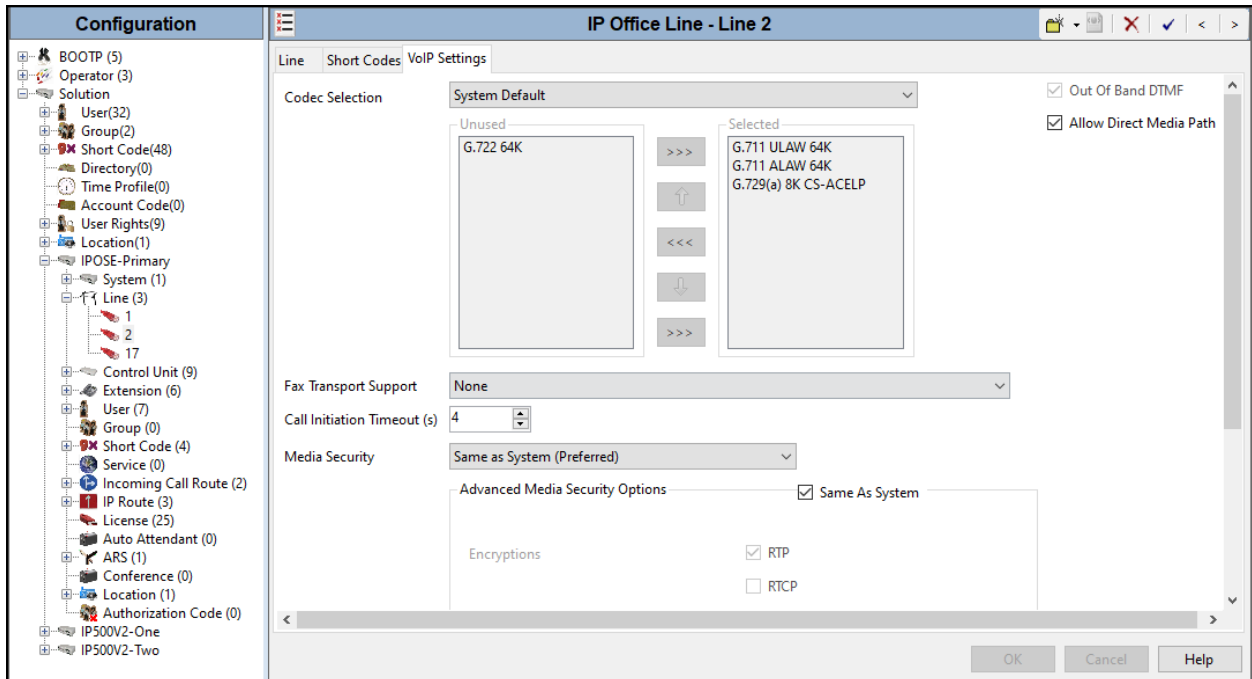 Configuration
BOOTP (5)
Operator (3)
Solution
User(32)
Group(2)
Short Code(48)
Directory(0)
Time Profile(0)
Account Code(0)
User Rights(9)
Location(1)
IPOSE-Primary
System (1)
Line (3)
1
2
17
Control Unit (9)
Extension (6)
User (7)
Group (0)
Short Code (4)
Service (0)
Incoming Call Route (2)
IP Route (3)
License (25)
Auto Attendant (0)
ARS (1)
Conference (0)
Location (1)
Authorization Code (0)
IP500V2-One
IP500V2-Two
IP Office Line - Line 2
Line Short Codes VoIP Settings
Codec Selection System Default
Out Of Band DTMF
Allow Direct Media Path
Unused Selected
G.722 64K >>> G.711 ULAW 64K
G.711 ALAW 64K
G.729(a) 8K CS-ACELP
<<<
>>>
Fax Transport Support None
Call Initiation Timeout (s) 4
Media Security Same as System (Preferred)
Advanced Media Security Options Same As System
Encryptions RTP
RTCP
OK Cancel Help